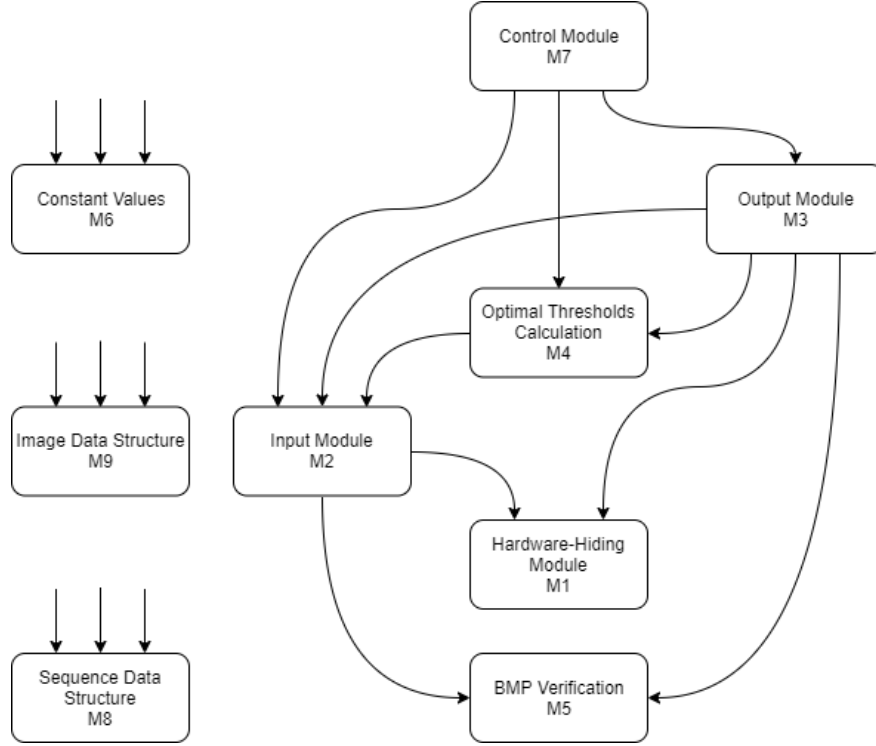 Control Module
M7
Constant Values
M6
Output Module
M3
Optimal Thresholds
Calculation
M4
Image Data Structure
M9
Input Module
M2
Hardware-Hiding
Module
M1
Sequence Data
Structure
M8
BMP Verification
M5